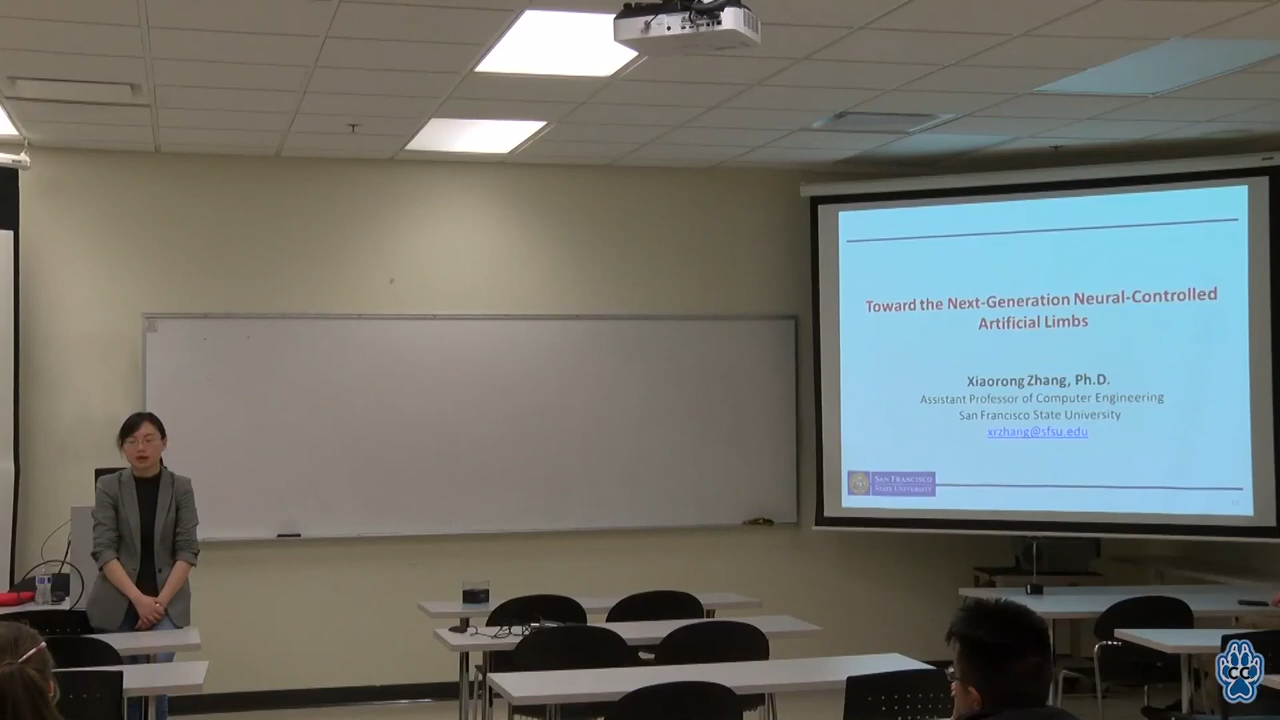 Toward the Next-Generation Neural-Controlled
Artificial Limbs
Xiaorong Zhang, Ph.D.
Assistant Professor of Computer Engineering
San Francisco State University
xrzhang@sfsu.edu
SAN FRANCISCO
STATE UNIVERSITY
CC